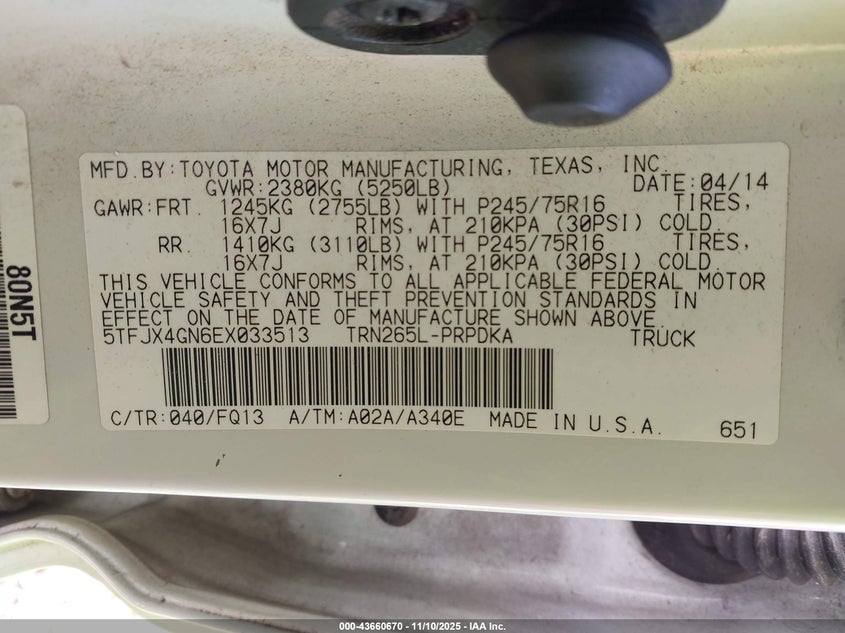 MFD.BY:TOYOTA MOTOR MANUFACTURING, TEXAS, INC.
GVWR:2380KG (5250LB) DATE:04/14
GAWR:FRT. 1245KG (2755LB) WITH P245/75R16 TIRES,
16X7J RIMS, AT 210KPA (30PSI) COLD.
RR. 1410KG (3110LB) WITH P245/75R16 TIRES,
16X7J RIMS, AT 210KPA (30PSI) COLD.
THIS VEHICLE CONFORMS TO ALL APPLICABLE FEDERAL MOTOR
VEHICLE SAFETY AND THEFT PREVENTION STANDARDS IN
EFFECT ON THE DATE OF MANUFACTURE SHOWN ABOVE.
5TFJX4GN6EX033513 TRN265L-PRPDKA TRUCK
C/TR:040/FQ13 A/TM:A02A/A340E MADE IN U.S.A. 651
80N5T
000-43660670 - 11/10/2025 - IAA Inc.